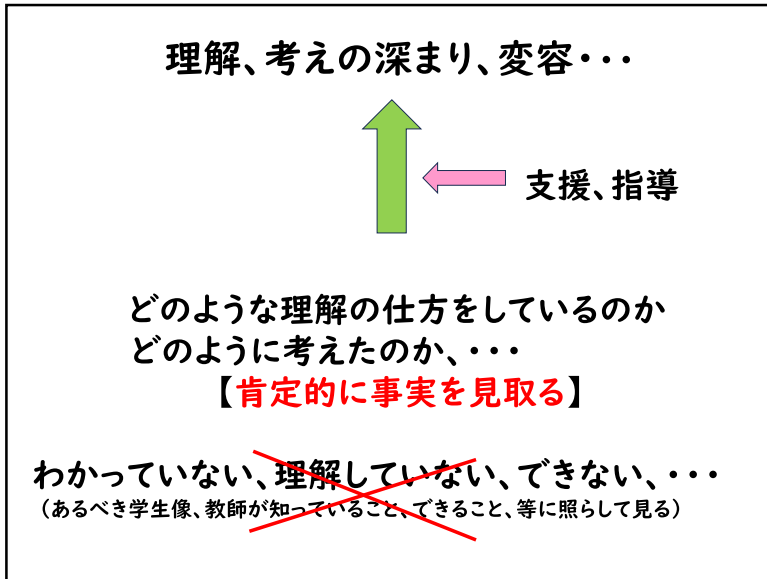 理解、考えの深まり、変容・・・
支援、指導
どのような理解の仕方をしているのか
どのように考えたのか、・・・
【肯定的に事実を見取る】
わかっていない、理解していない、できない、・・・
（あるべき学生像、教師が知っていること、できること、等に照らして見る）